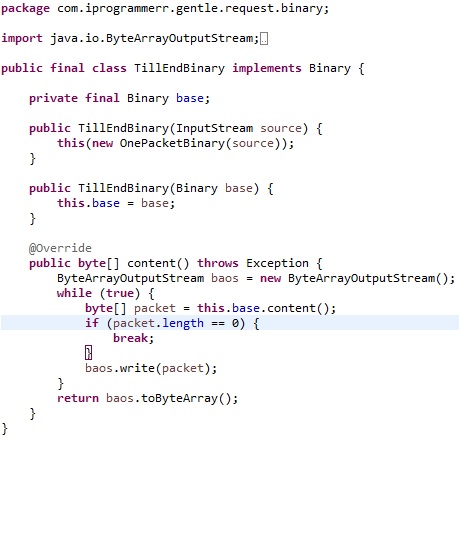 package com.iprogrammerr.gentle.request.binary;
import java.io.ByteArrayOutputStream;
public final class TillEndBinary implements Binary {
private final Binary base;
public TillEndBinary(InputStream source) {
this(new OnePacketBinary(source));
}
public TillEndBinary(Binary base) {
this.base = base;
}
@Override
public byte[] content() throws Exception {
ByteArrayOutputStream baos = new ByteArrayOutputStream();
while (true) {
byte[] packet = this.base.content();
if (packet.length == 0) {
break;
}
baos.write(packet);
}
return baos.toByteArray();
}
}